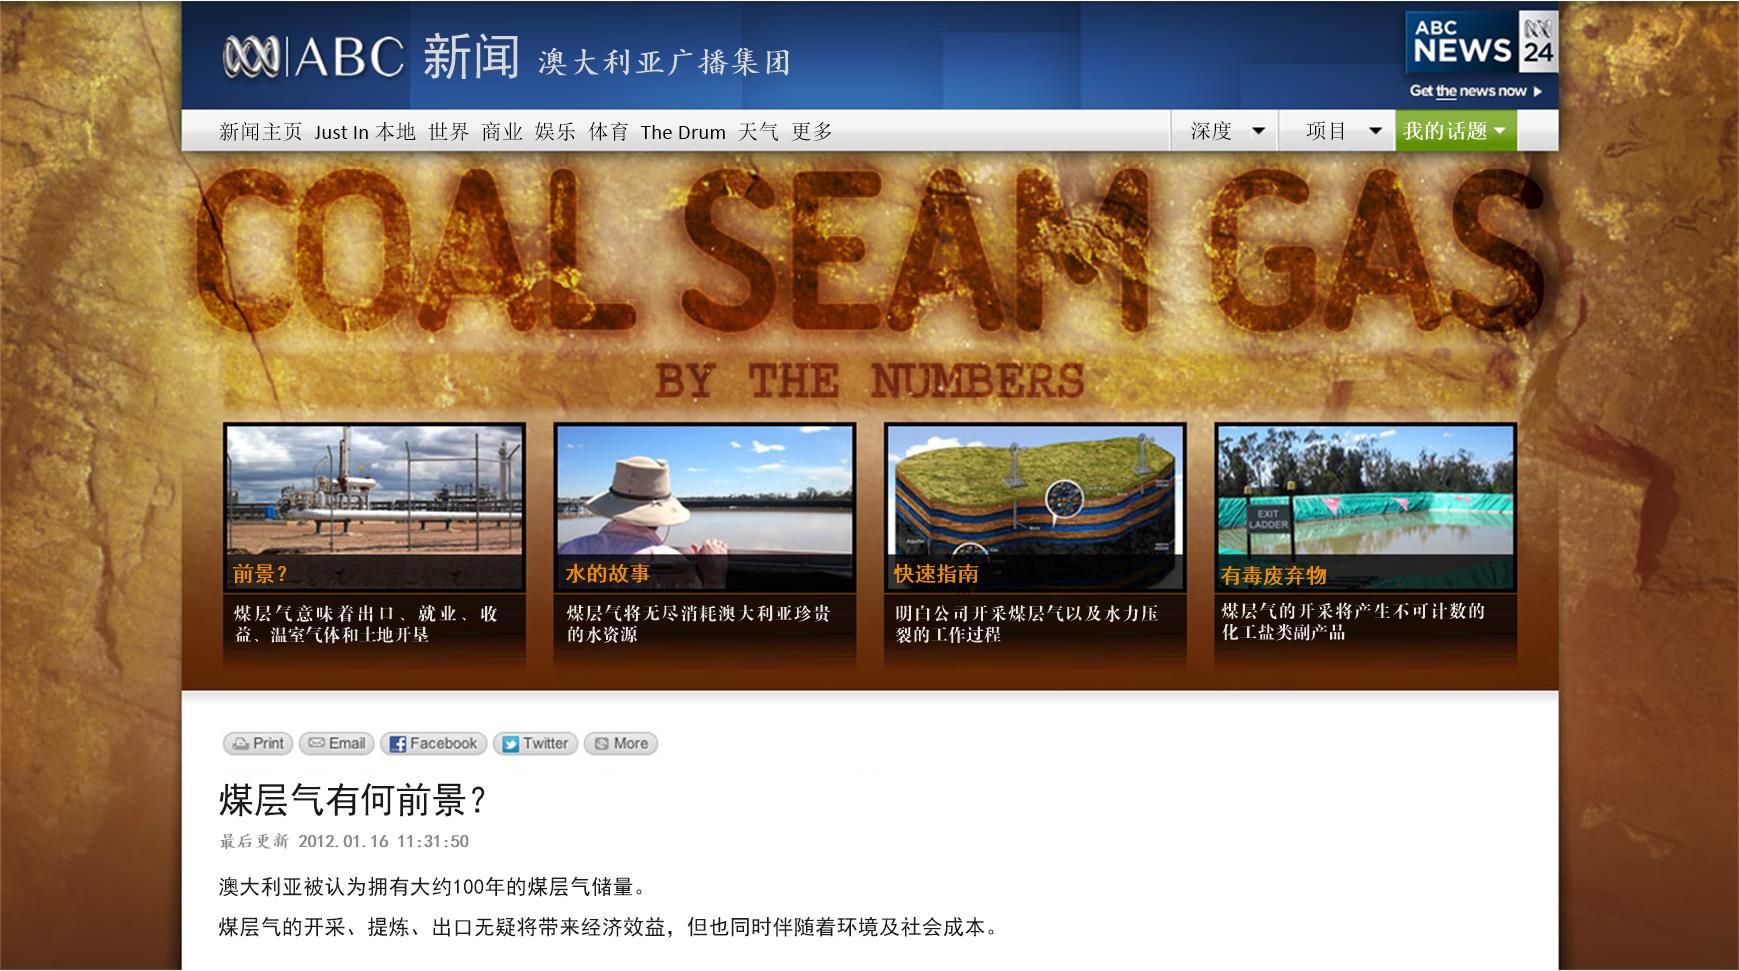 ABC 新闻 澳大利亚广播集团
ABC
NEWS 24
Get the news now
新闻主页 Just In 本地 世界 商业 娱乐 体育 The Drum 天气 更多
深度 项目 我的话题
COAL SEAM GAS
BY THE NUMBERS
EXIT
LADDER
前景?
煤层气意味着出口、就业、收
益、温室气体和土地开垦
水的故事
煤层气将无尽消耗澳大利亚珍贵
的水资源
快速指南
明白公司开采煤层气以及水力压
裂的工作过程
有毒废弃物
煤层气的开采将产生不可计数的
化工盐类副产品
Print Email Facebook Twitter More
煤层气有何前景?
最后更新 2012.01.16 11:31:50
澳大利亚被认为拥有大约100年的煤层气储量。
煤层气的开采、提炼、出口无疑将带来经济效益，但也同时伴随着环境及社会成本。